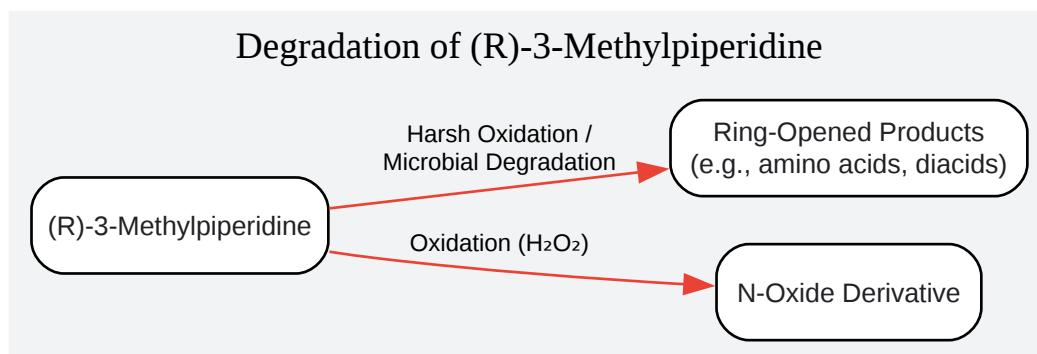 Degradation of (R)-3-Methylpiperidine
Harsh Oxidation /
Microbial Degradation
Ring-Opened Products
(e.g., amino acids, diacids)
(R)-3-Methylpiperidine
Oxidation (H₂O₂)
N-Oxide Derivative